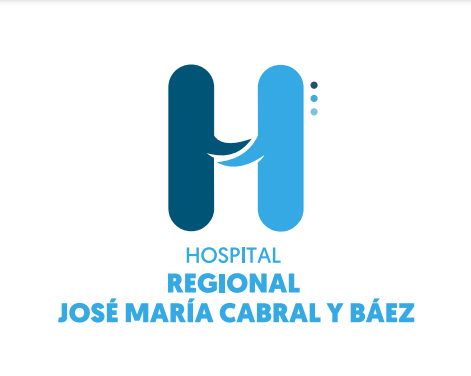 HOSPITAL
REGIONAL
JOSÉ MARÍA CABRAL Y BÁEZ